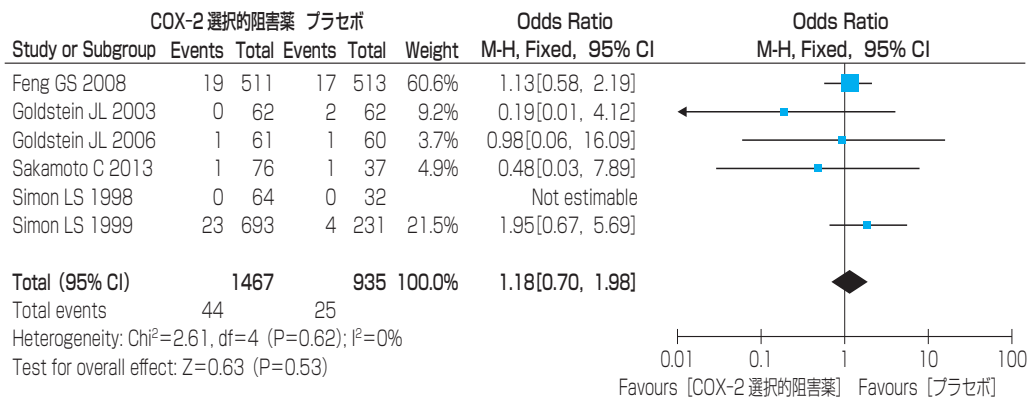 COX-2 選択的阻害薬 プラセボ Odds Ratio Odds Ratio
Study or Subgroup Events Total Events Total Weight M-H, Fixed, 95% CI M-H, Fixed, 95% CI
Feng GS 2008 19 511 17 513 60.6% 1.13[0.58, 2.19]
Goldstein JL 2003 0 62 2 62 9.2% 0.19[0.01, 4.12]
Goldstein JL 2006 1 61 1 60 3.7% 0.98[0.06, 16.09]
Sakamoto C 2013 1 76 1 37 4.9% 0.48[0.03, 7.89]
Simon LS 1998 0 64 0 32 Not estimable
Simon LS 1999 23 693 4 231 21.5% 1.95[0.67, 5.69]
Total (95% CI) 1467 935 100.0% 1.18[0.70, 1.98]
Total events 44 25
Heterogeneity: Chi²=2.61, df=4 (P=0.62); I²=0%
Test for overall effect: Z=0.63 (P=0.53)
0.01 0.1 1 10 100
Favours [COX-2 選択的阻害薬] Favours [プラセボ]